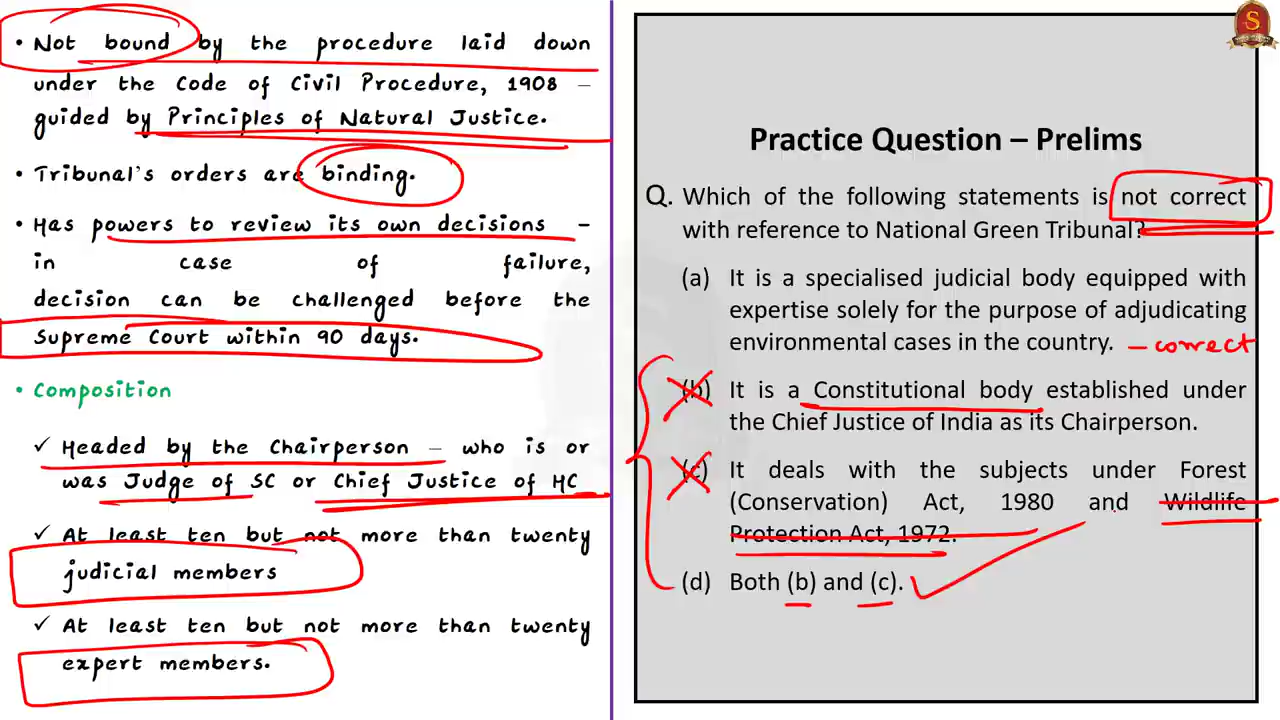 • Not bound by the procedure laid down
under the Code of Civil Procedure, 1908 –
guided by Principles of Natural Justice.
• Tribunal's orders are binding.
• Has powers to review its own decisions –
in case of failure,
decision can be challenged before the
Supreme Court within 90 days.
• Composition
✓ Headed by the Chairperson – who is or
was Judge of SC or Chief Justice of HC
✓ At least ten but not more than twenty
judicial members
✓ At least ten but not more than twenty
expert members.
S
Practice Question – Prelims
Q. Which of the following statements is not correct
with reference to National Green Tribunal?
(a) It is a specialised judicial body equipped with
expertise solely for the purpose of adjudicating
environmental cases in the country. – correct
(b) It is a Constitutional body established under
the Chief Justice of India as its Chairperson.
(c) It deals with the subjects under Forest
(Conservation) Act, 1980 and Wildlife
Protection Act, 1972.
(d) Both (b) and (c).